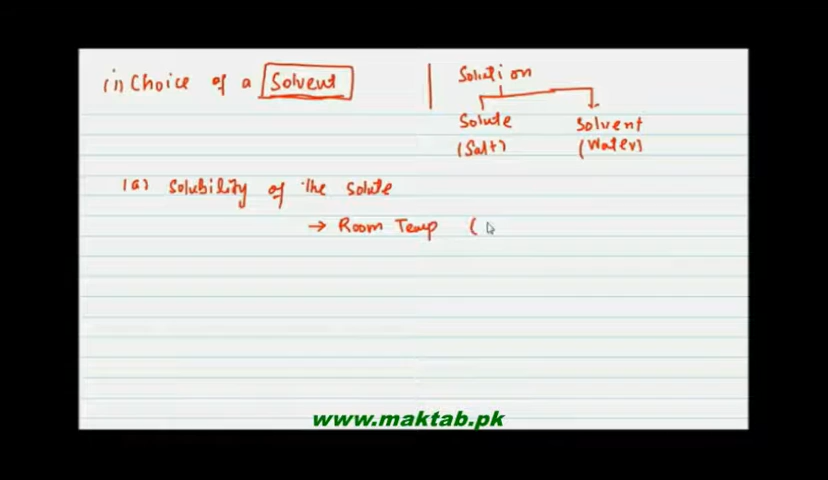 (i) Choice of a Solvent
Solution
Solute Solvent
(Salt) (Water)
(a) Solubility of the Solute
→ Room Temp (
www.maktab.pk